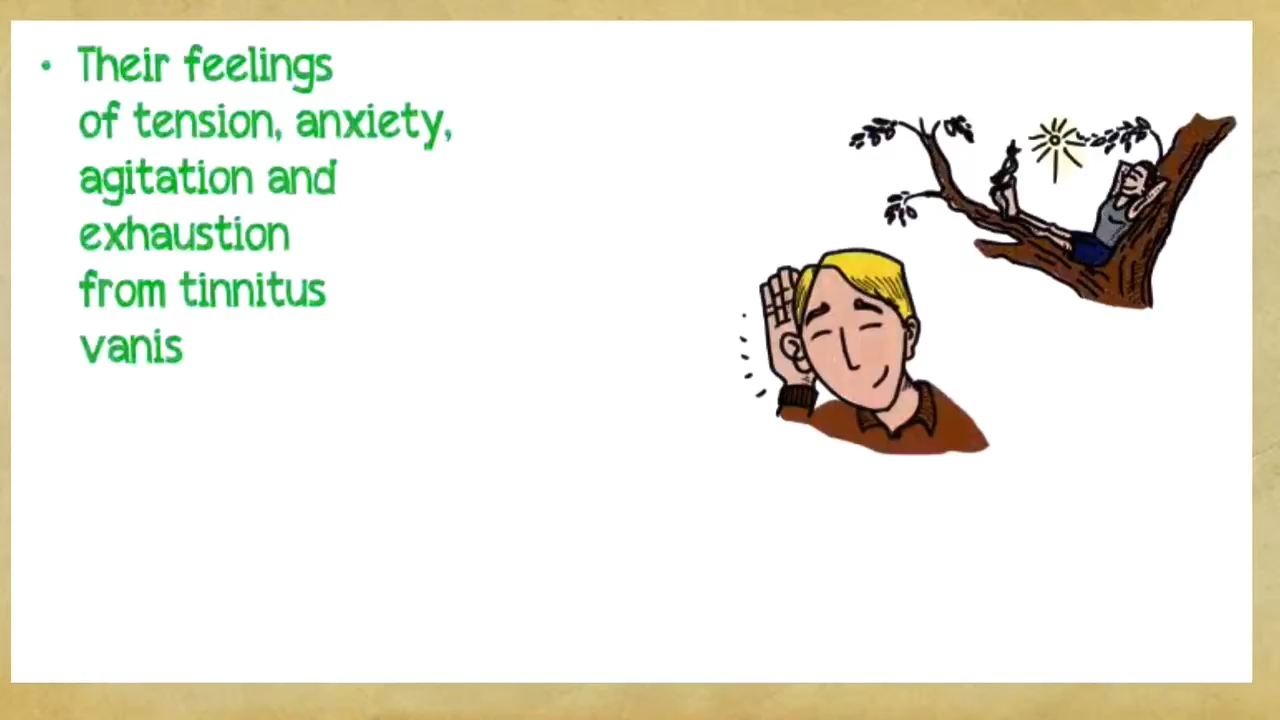 • Their feelings
of tension, anxiety,
agitation and
exhaustion
from tinnitus
vanis